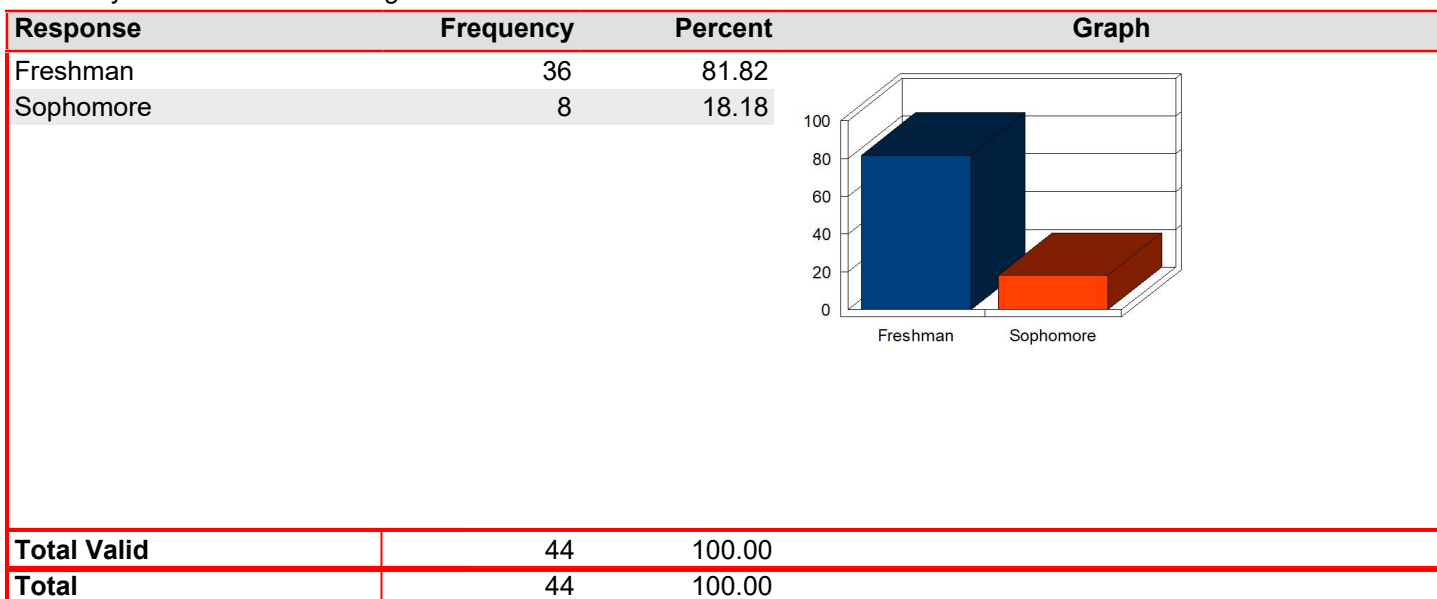 Response Frequency Percent Graph
Freshman 36 81.82
Sophomore 8 18.18
100
80
60
40
20
0
Freshman Sophomore
Total Valid 44 100.00
Total 44 100.00